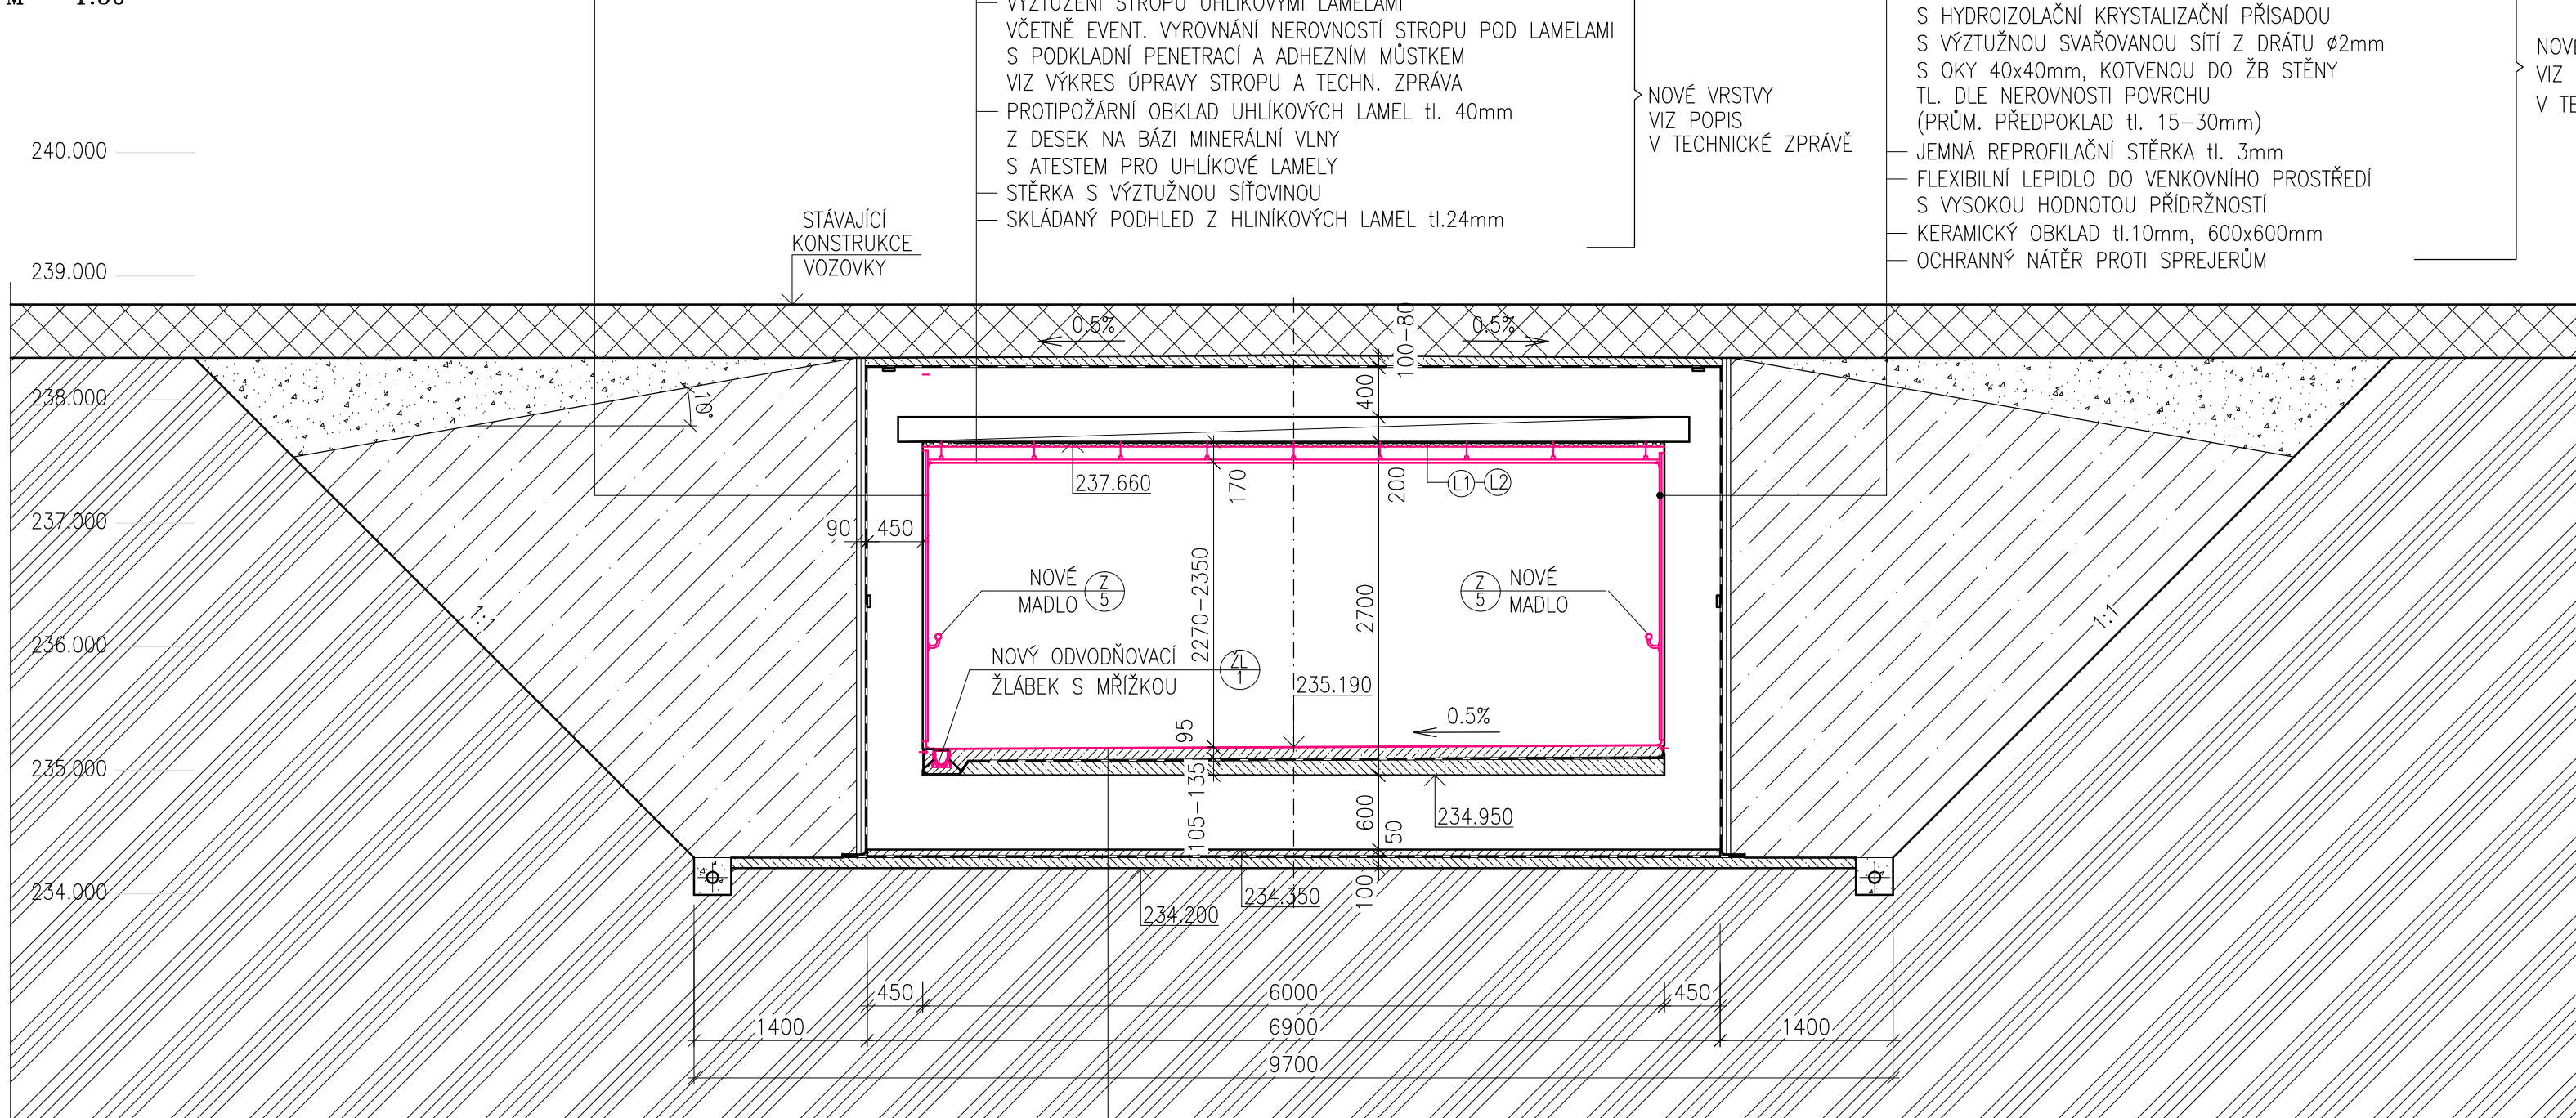 VYZTUŽENÍ STROPU UHLÍKOVÝMI LAMELAMI
VČETNĚ EVENT. VYROVNÁNÍ NEROVNOSTÍ STROPU POD LAMELAMI
S PODKLADNÍ PENETRACÍ A ADHEZNÍM MŮSTKEM
VIZ VÝKRES ÚPRAVY STROPU A TECHN. ZPRÁVA
PROTIPOŽÁRNÍ OBKLAD UHLÍKOVÝCH LAMEL tl. 40mm
Z DESEK NA BÁZI MINERÁLNÍ VLNY
S ATESTEM PRO UHLÍKOVÉ LAMELY
STĚRKA S VÝZTUŽNOU SÍŤOVINOU
SKLÁDANÝ PODHLED Z HLINÍKOVÝCH LAMEL tl.24mm
NOVÉ VRSTVY
VIZ POPIS
V TECHNICKÉ ZPRÁVĚ
S HYDROIZOLAČNÍ KRYSTALIZAČNÍ PŘÍSADOU
S VÝZTUŽNOU SVAŘOVANOU SÍTÍ Z DRÁTU ø2mm
S OKY 40x40mm, KOTVENOU DO ŽB STĚNY
TL. DLE NEROVNOSTI POVRCHU
(PRŮM. PŘEDPOKLAD tl. 15-30mm)
JEMNÁ REPROFILAČNÍ STĚRKA tl. 3mm
FLEXIBILNÍ LEPIDLO DO VENKOVNÍHO PROSTŘEDÍ
S VYSOKOU HODNOTOU PŘÍDRŽNOSTÍ
KERAMICKÝ OBKLAD tl.10mm, 600x600mm
OCHRANNÝ NÁTĚR PROTI SPREJERŮM
VIZ
240.000
239.000
238.000
237.000
236.000
235.000
234.000
STÁVAJÍCÍ
KONSTRUKCE
VOZOVKY
0.5%
0.5%
100-80
400
10°
237.660
170
200
L1
L2
90
450
1:1
1:1
2270-2350
2700
NOVÉ
MADLO
Z
5
Z
5
NOVÉ
MADLO
NOVÝ ODVODŇOVACÍ
ŽLÁBEK S MŘÍŽKOU
ŽL
1
235.190
0.5%
95
105-135
600
50
100
234.950
234.350
234.200
450
6000
450
1400
6900
1400
9700